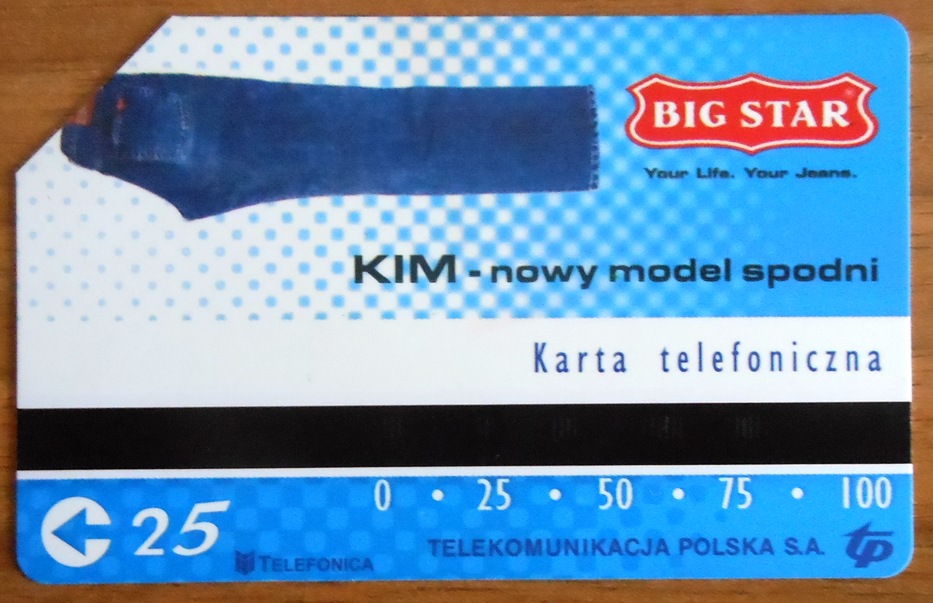 BIG STAR
Your Life. Your Jeans.
KIM - nowy model spodni
Karta telefoniczna
0 • 25 • 50 • 75 • 100
25
TELEFONICA
TELEKOMUNIKACJA POLSKA S.A. tp